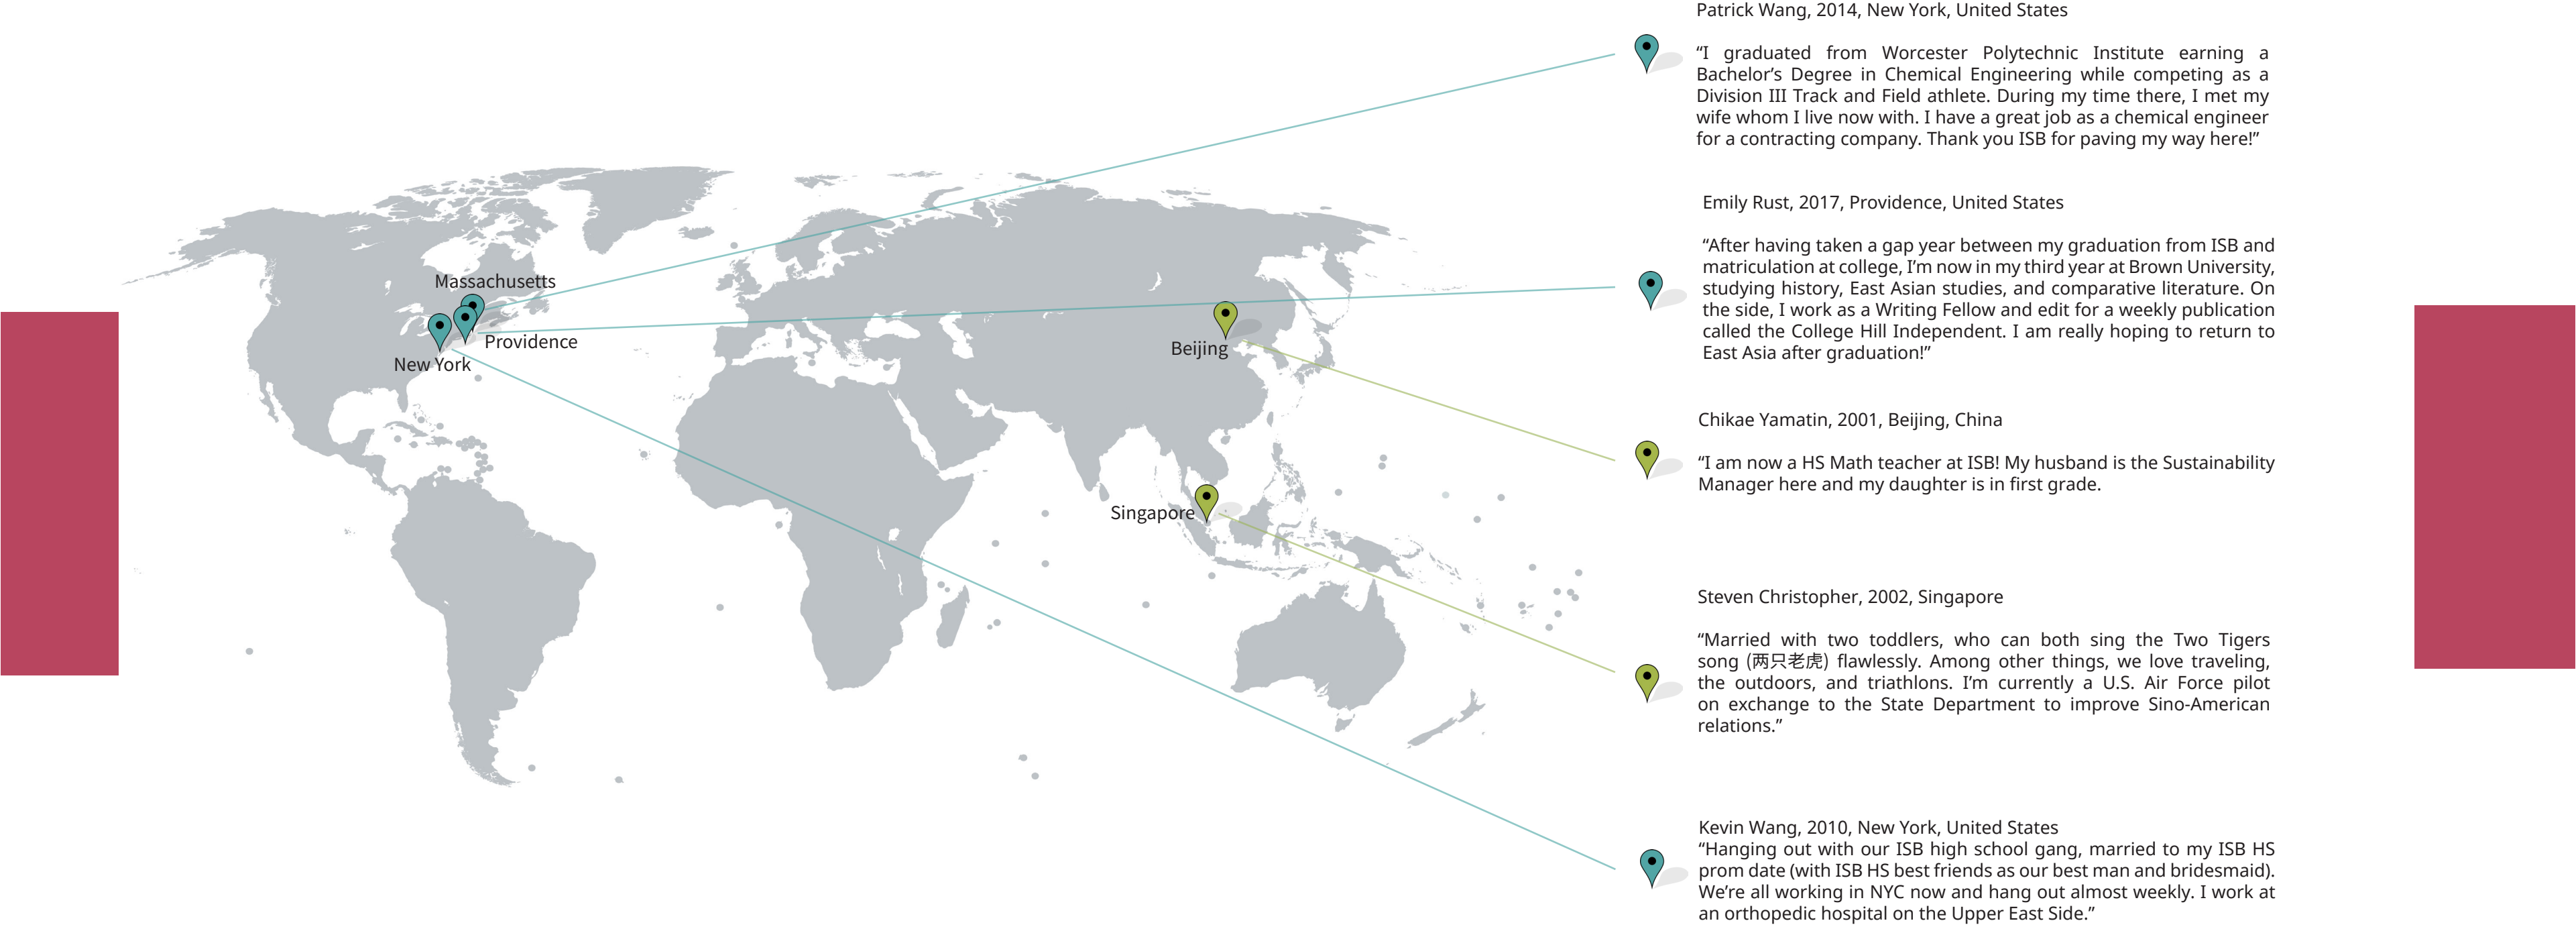 Massachusetts
Providence
New York
Beijing
Singapore
Patrick Wang, 2014, New York, United States
“I graduated from Worcester Polytechnic Institute earning a
Bachelor’s Degree in Chemical Engineering while competing as a
Division III Track and Field athlete. During my time there, I met my
wife whom I live now with. I have a great job as a chemical engineer
for a contracting company. Thank you ISB for paving my way here!”
Emily Rust, 2017, Providence, United States
“After having taken a gap year between my graduation from ISB and
matriculation at college, I’m now in my third year at Brown University,
studying history, East Asian studies, and comparative literature. On
the side, I work as a Writing Fellow and edit for a weekly publication
called the College Hill Independent. I am really hoping to return to
East Asia after graduation!”
Chikae Yamatin, 2001, Beijing, China
“I am now a HS Math teacher at ISB! My husband is the Sustainability
Manager here and my daughter is in first grade.
Steven Christopher, 2002, Singapore
“Married with two toddlers, who can both sing the Two Tigers
song (两只老虎) flawlessly. Among other things, we love traveling,
the outdoors, and triathlons. I’m currently a U.S. Air Force pilot
on exchange to the State Department to improve Sino-American
relations.”
Kevin Wang, 2010, New York, United States
“Hanging out with our ISB high school gang, married to my ISB HS
prom date (with ISB HS best friends as our best man and bridesmaid).
We’re all working in NYC now and hang out almost weekly. I work at
an orthopedic hospital on the Upper East Side.”